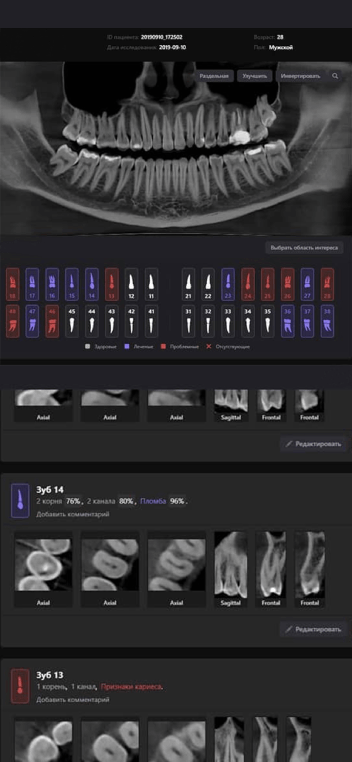 ID пациента: 20190910_172502
Возраст: 28
Дата исследования: 2019-09-10
Пол: Мужской
Раздельная
Улучшить
Инвертировать
Выбрать область интереса
18 17 16 15 14 13 12 11 21 22 23 24 25 26 27 28
48 47 46 45 44 43 42 41 31 32 33 34 35 36 37 38
Здоровые Леченые Проблемные Отсутствующие
Axial Axial Axial Sagittal Frontal Frontal
Редактировать
Зуб 14
2 корня 76%, 2 канала 80%, Пломба 96%.
Добавить комментарий
Axial Axial Axial Sagittal Frontal Frontal
Редактировать
Зуб 13
1 корень, 1 канал, Признаки кариеса.
Добавить комментарий